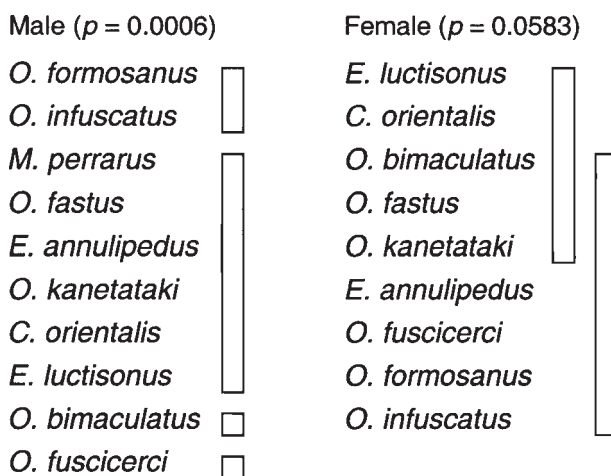 Male (p = 0.0006)
O. formosanus
O. infuscatus
M. perrarus
O. fastus
E. annulipedus
O. kanetataki
C. orientalis
E. luctisonus
O. bimaculatus
O. fuscicerci
Female (p = 0.0583)
E. luctisonus
C. orientalis
O. bimaculatus
O. fastus
O. kanetataki
E. annulipedus
O. fuscicerci
O. formosanus
O. infuscatus